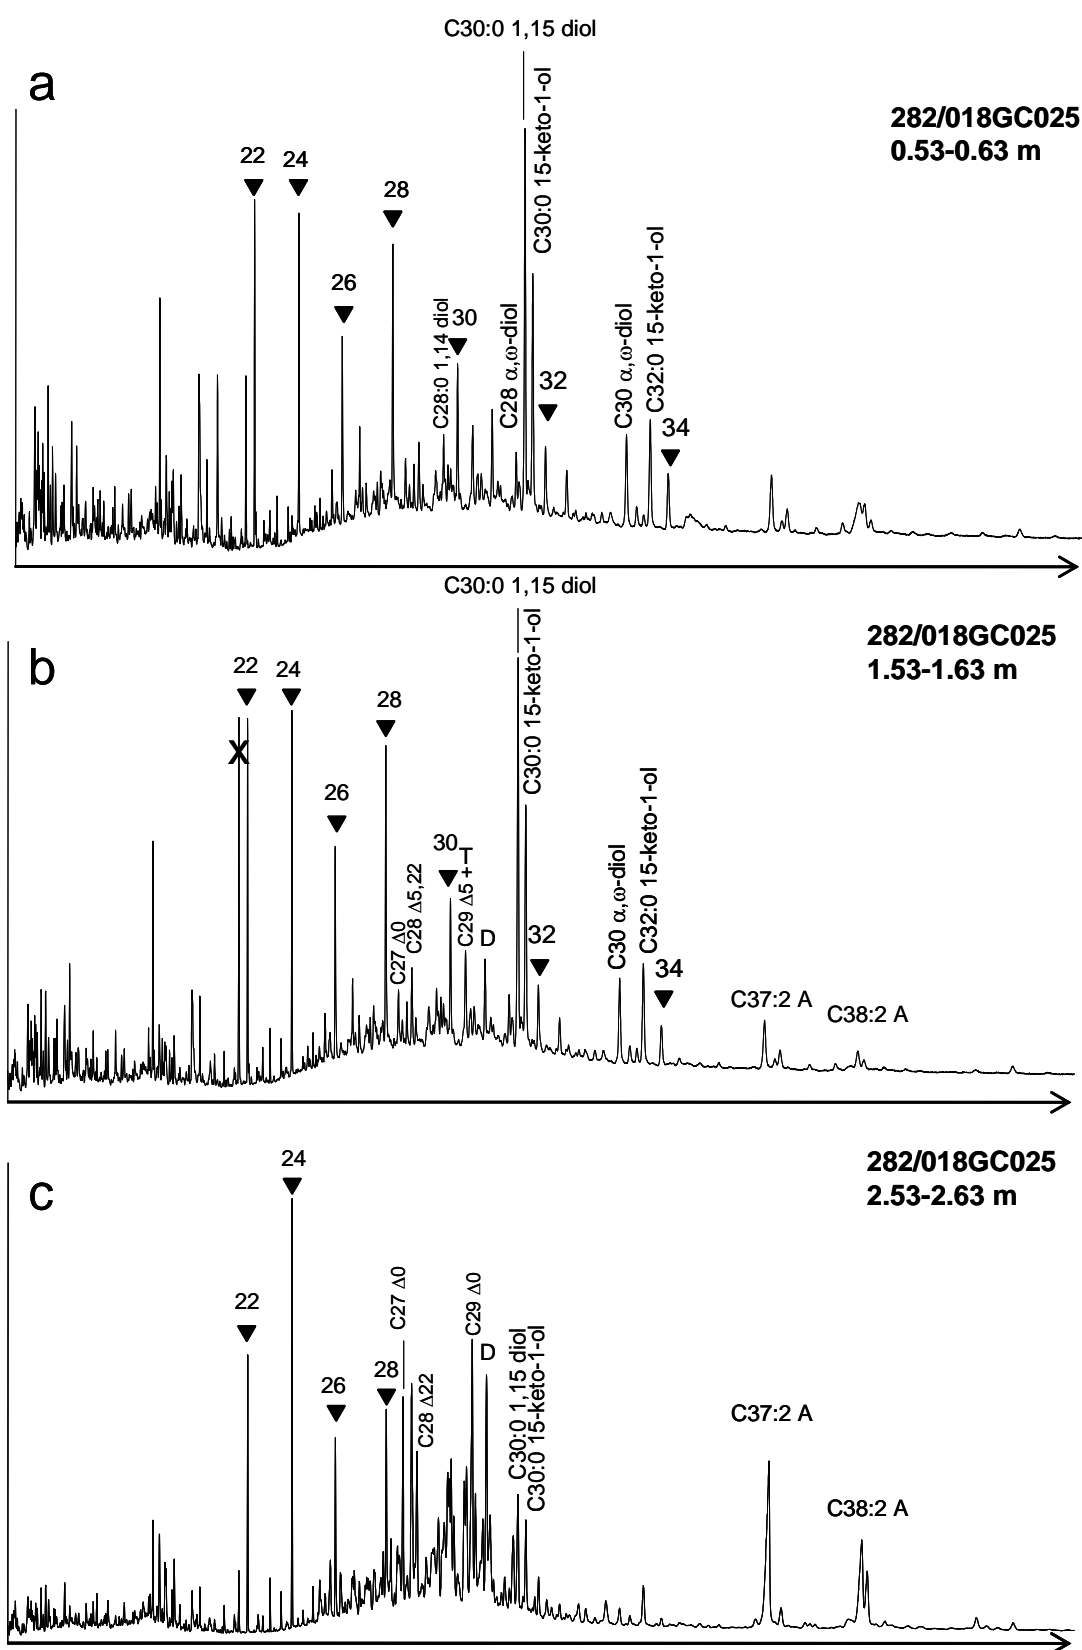 C30:0 1,15 diol
a
C30:0 15-keto-1-ol
282/018GC025
0.53-0.63 m
22
24
28
26
C28:0 1,14 diol
30
C28 α,ω-diol
32
C30 α,ω-diol
C32:0 15-keto-1-ol
34
C30:0 1,15 diol
b
C30:0 15-keto-1-ol
282/018GC025
1.53-1.63 m
22
24
X
28
26
C27 Δ0
C28 Δ5,22
30
C29 Δ5 + T
D
32
C30 α,ω-diol
C32:0 15-keto-1-ol
34
C37:2 A
C38:2 A
c
24
282/018GC025
2.53-2.63 m
22
26
28
C27 Δ0
C28 Δ22
C29 Δ0
D
C30:0 1,15 diol
C30:0 15-keto-1-ol
C37:2 A
C38:2 A